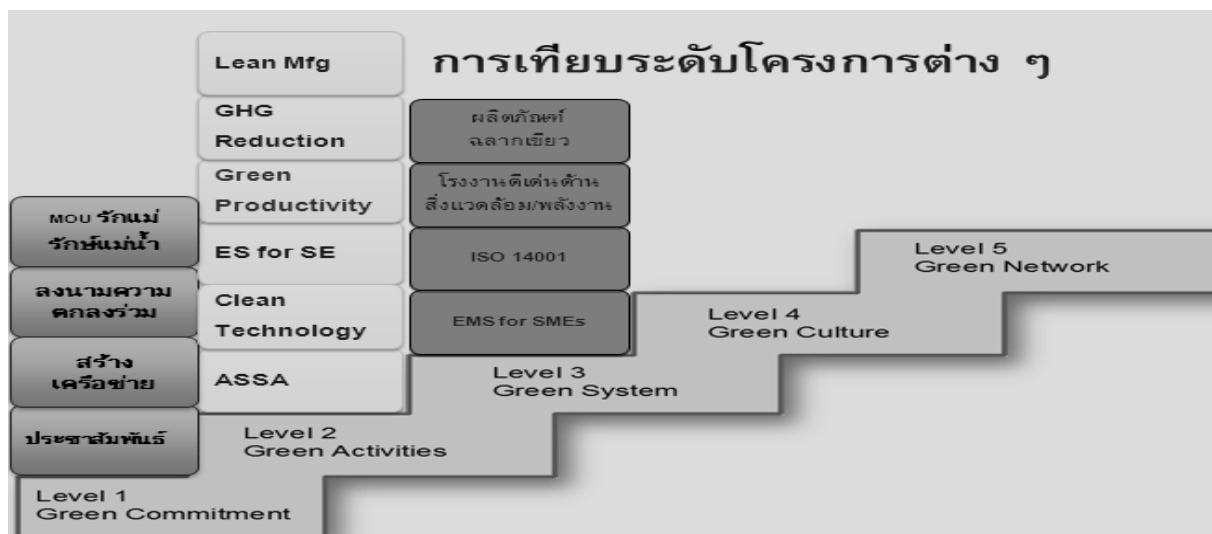 การเทียบระดับโครงการต่าง ๆ
Lean Mfg
GHG
Reduction
Green
Productivity
ES for SE
Clean
Technology
ASSA
ผลิตภัณฑ์
ฉลากเขียว
โรงงานดีเด่นด้าน
สิ่งแวดล้อม/พลังงาน
ISO 14001
EMS for SMEs
MOU รักแม่
รักษ์แม่น้ำ
ลงนามความ
ตกลงร่วม
สร้าง
เครือข่าย
ประชาสัมพันธ์
Level 1
Green Commitment
Level 2
Green Activities
Level 3
Green System
Level 4
Green Culture
Level 5
Green Network